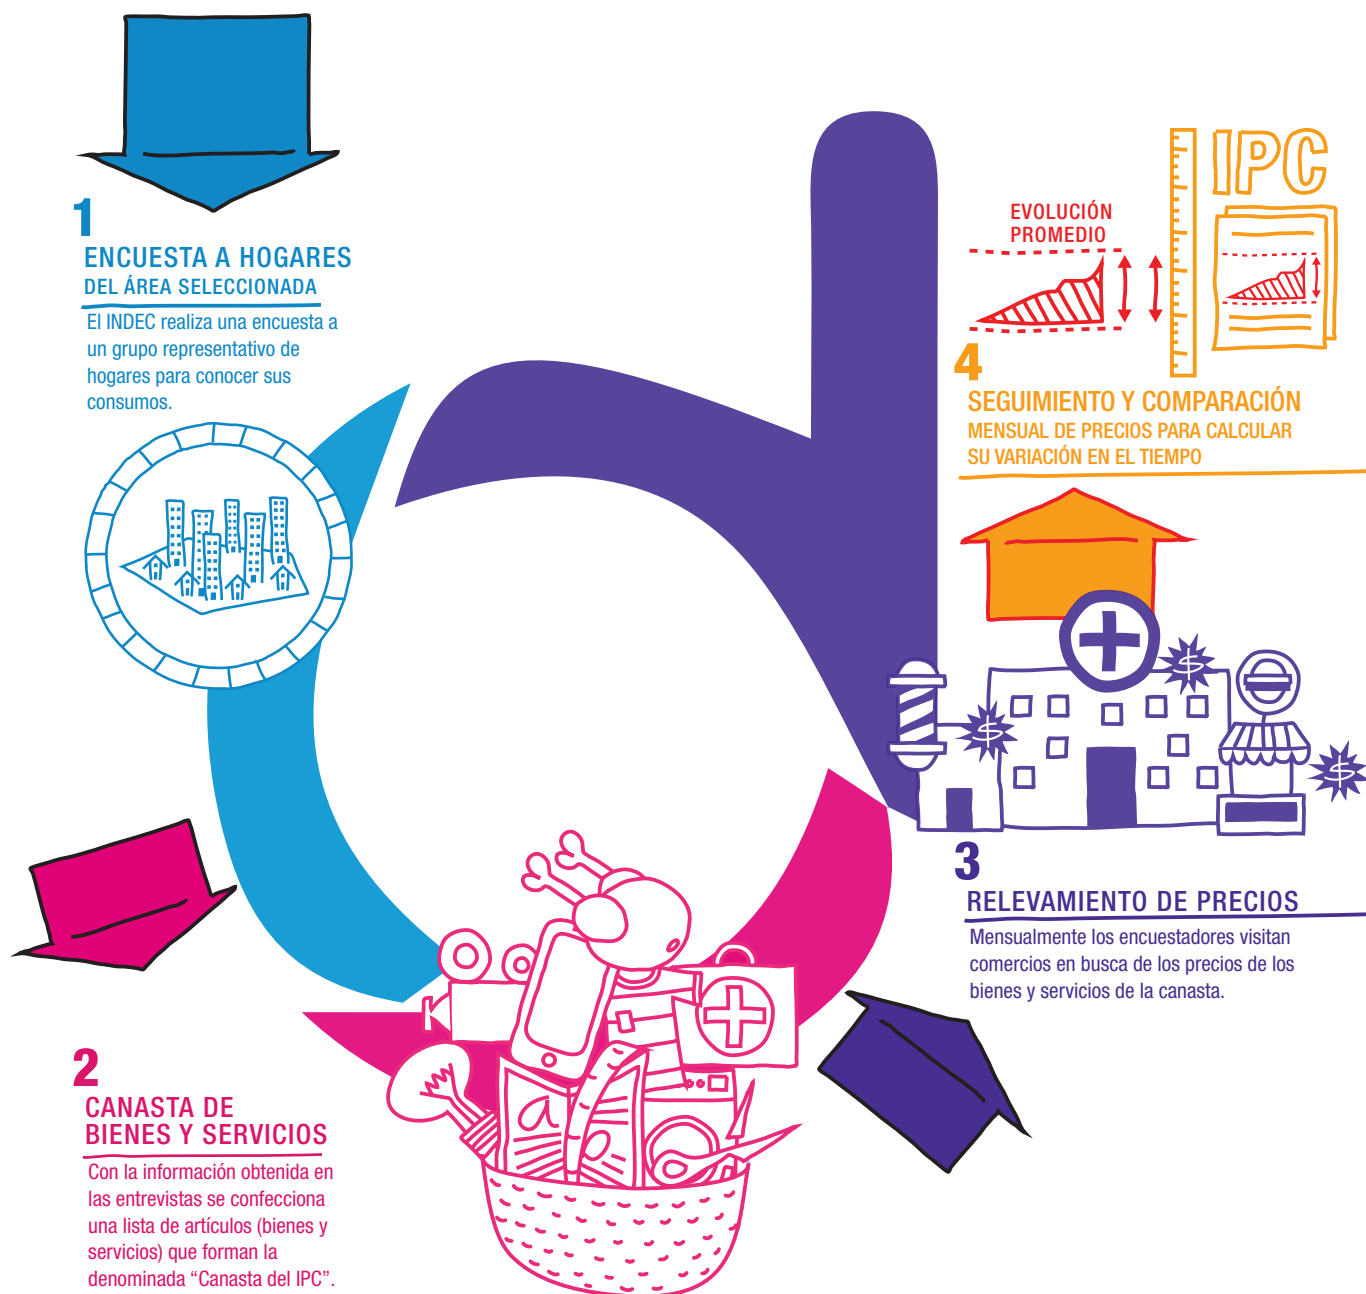 1
ENCUESTA A HOGARES
DEL ÁREA SELECCIONADA
El INDEC realiza una encuesta a
un grupo representativo de
hogares para conocer sus
consumos.
2
CANASTA DE
BIENES Y SERVICIOS
Con la información obtenida en
las entrevistas se confecciona
una lista de artículos (bienes y
servicios) que forman la
denominada “Canasta del IPC”.
a
$
$
$
3
RELEVAMIENTO DE PRECIOS
Mensualmente los encuestadores visitan
comercios en busca de los precios de los
bienes y servicios de la canasta.
IPC
EVOLUCIÓN
PROMEDIO
4
SEGUIMIENTO Y COMPARACIÓN
MENSUAL DE PRECIOS PARA CALCULAR
SU VARIACIÓN EN EL TIEMPO